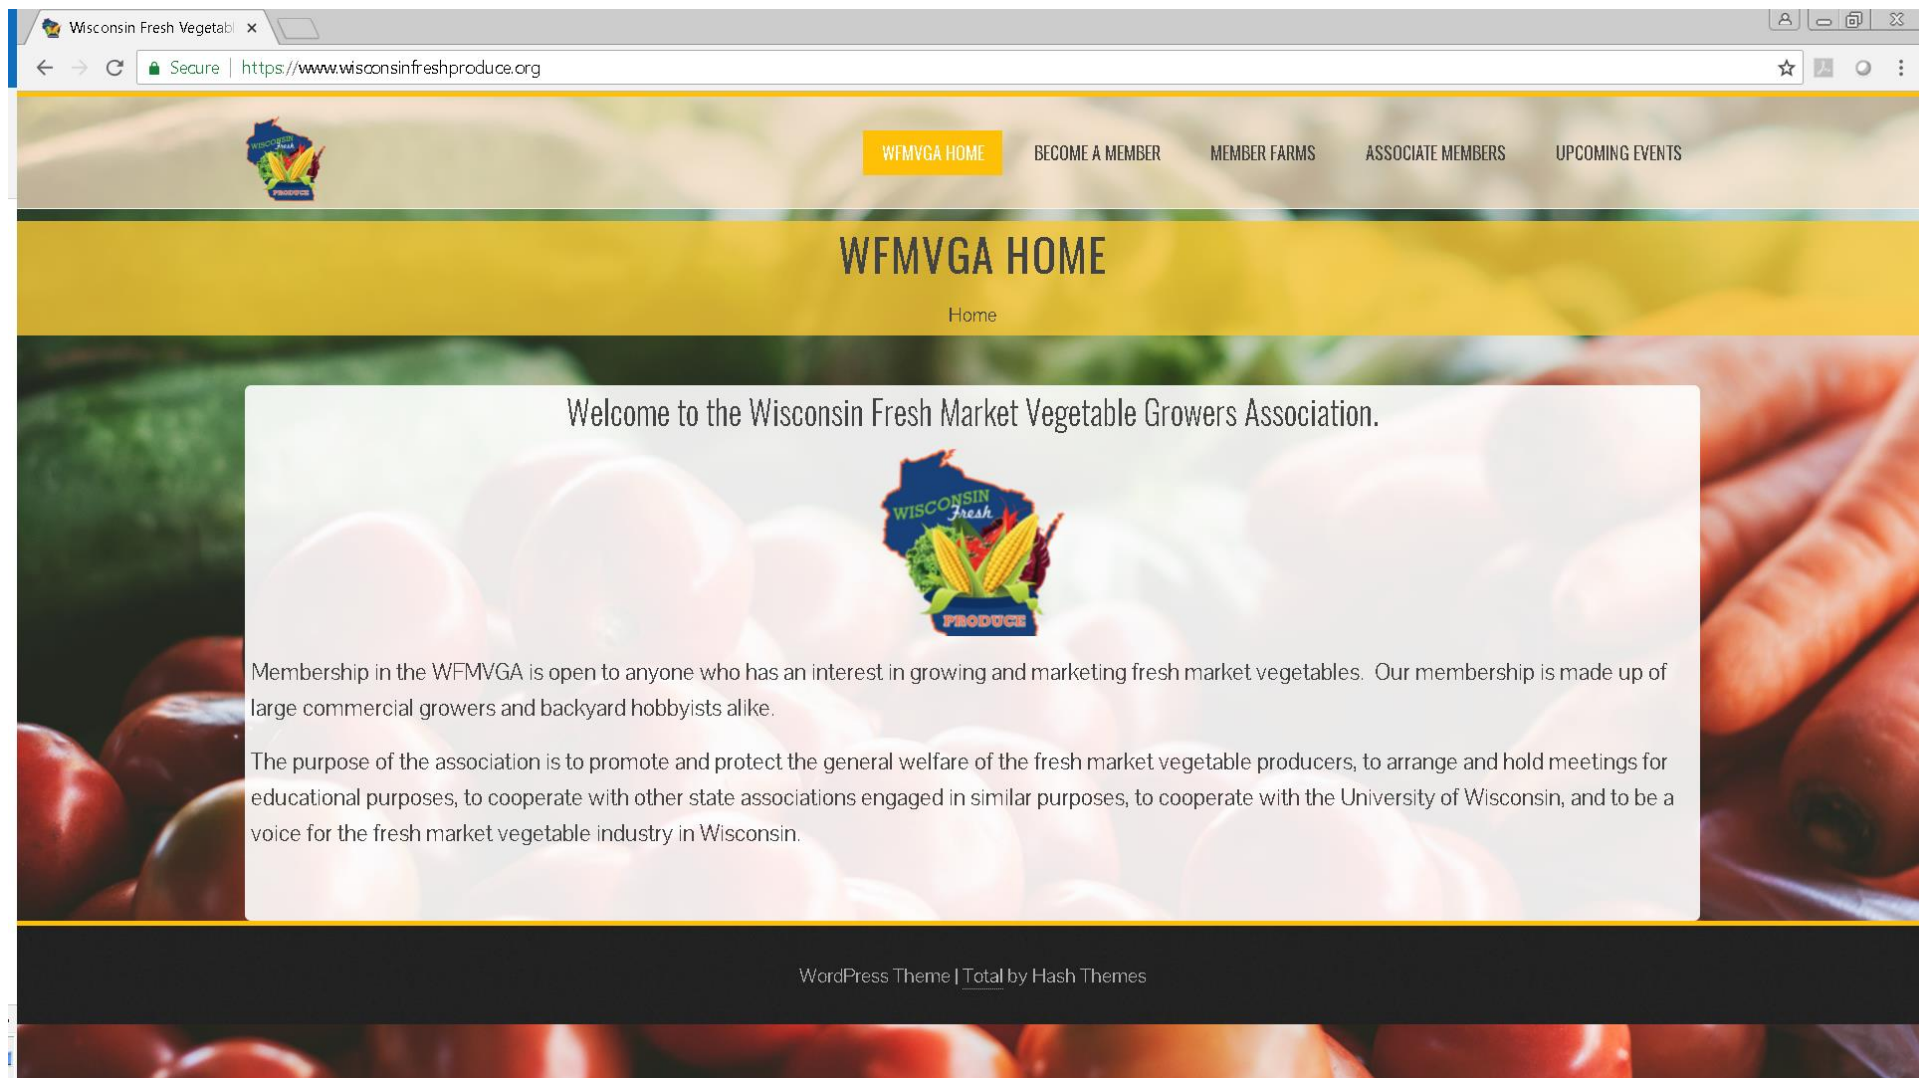 Wisconsin Fresh Vegetabl
Secure | https://www.wisconsinfreshproduce.org
WISCONSIN
Fresh
PRODUCE
WFMVGA HOME
BECOME A MEMBER
MEMBER FARMS
ASSOCIATE MEMBERS
UPCOMING EVENTS
WFMVGA HOME
Home
Welcome to the Wisconsin Fresh Market Vegetable Growers Association.
WISCONSIN
Fresh
PRODUCE
Membership in the WFMVGA is open to anyone who has an interest in growing and marketing fresh market vegetables.  Our membership is made up of
large commercial growers and backyard hobbyists alike.
The purpose of the association is to promote and protect the general welfare of the fresh market vegetable producers, to arrange and hold meetings for
educational purposes, to cooperate with other state associations engaged in similar purposes, to cooperate with the University of Wisconsin, and to be a
voice for the fresh market vegetable industry in Wisconsin.
WordPress Theme | Total by Hash Themes